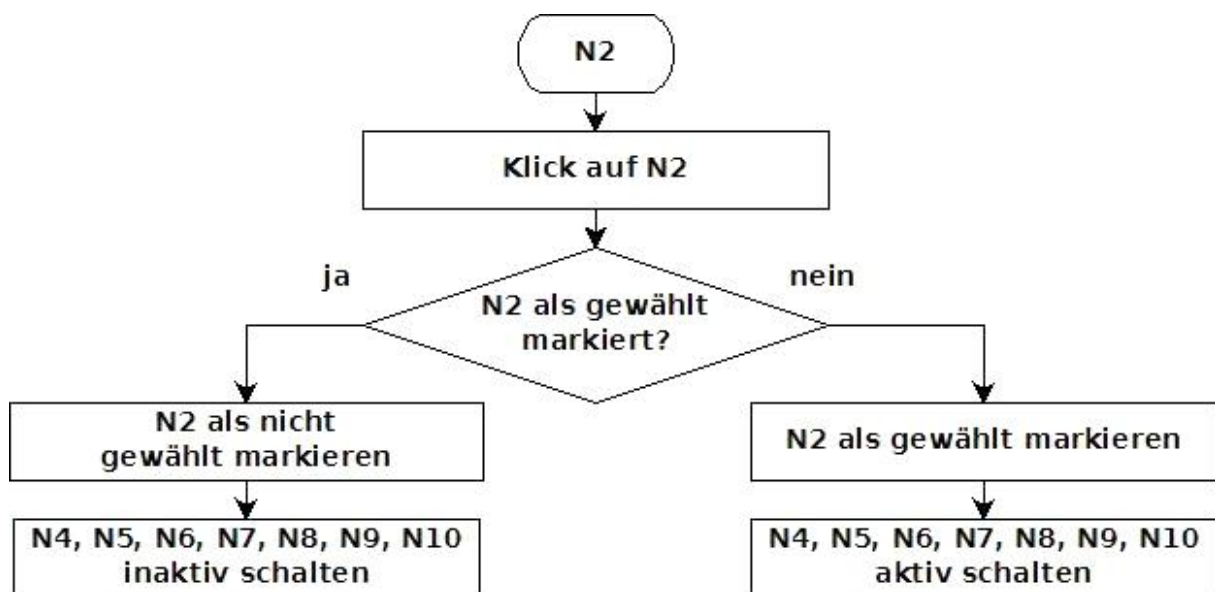 N2
Klick auf N2
ja
nein
N2 als gewählt
markiert?
N2 als nicht
gewählt markieren
N2 als gewählt markieren
N4, N5, N6, N7, N8, N9, N10
inaktiv schalten
N4, N5, N6, N7, N8, N9, N10
aktiv schalten